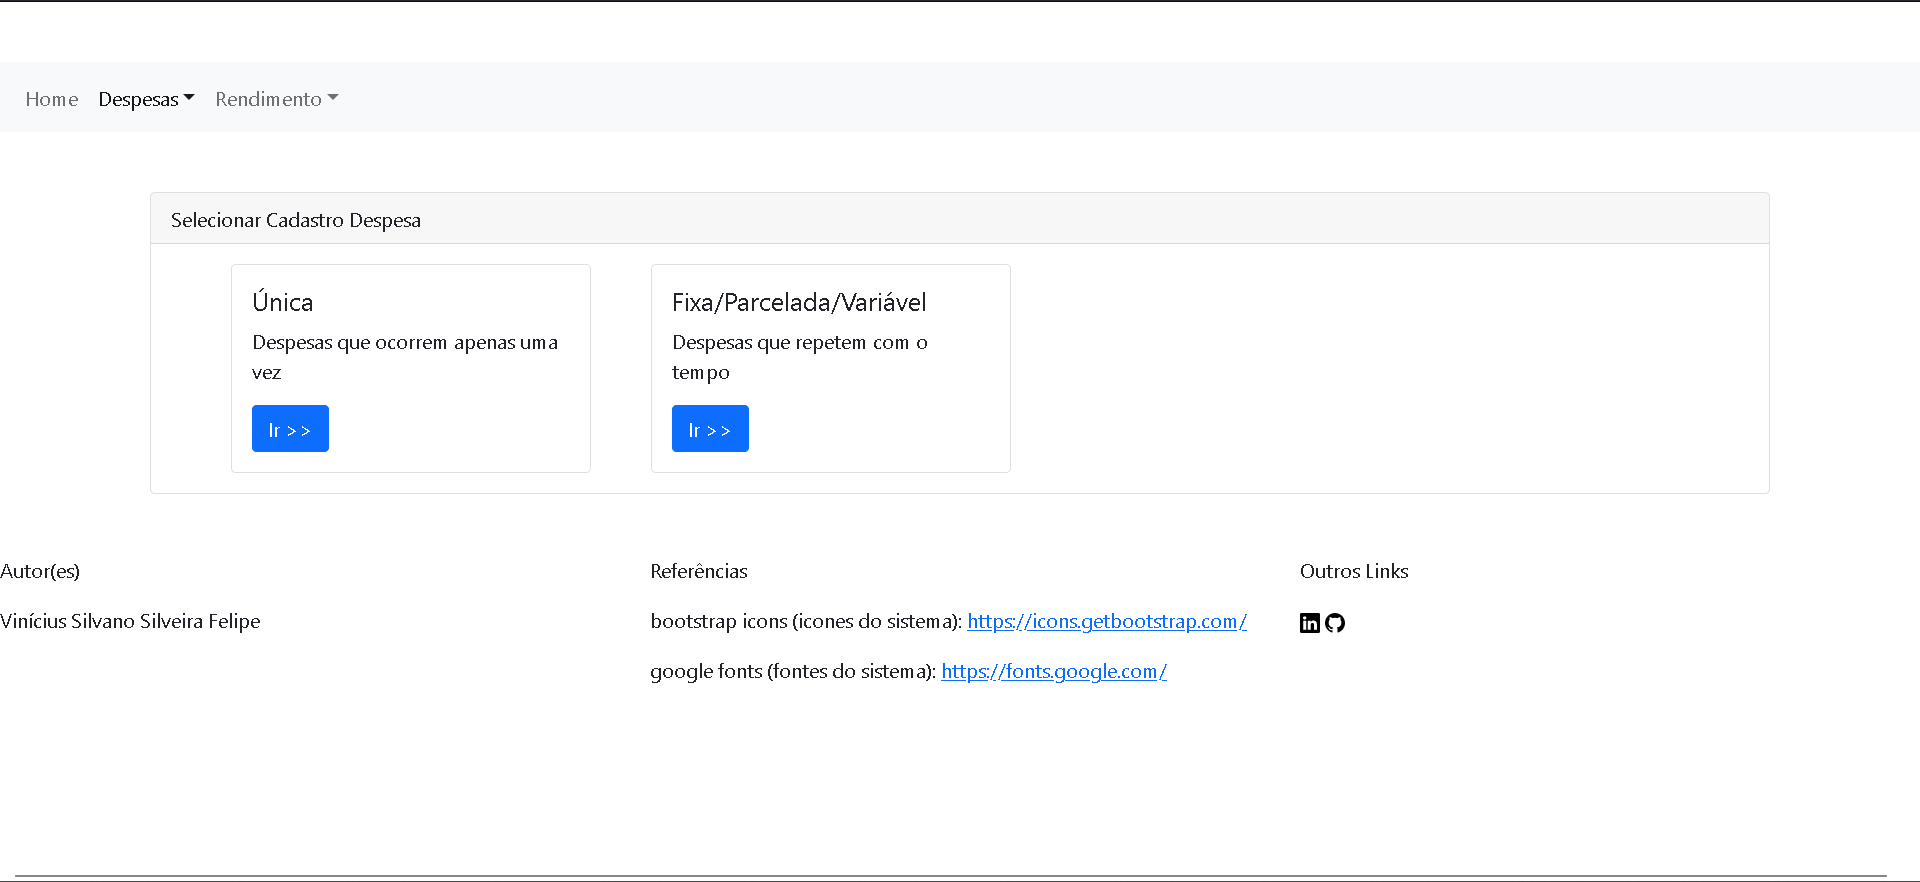 Home Despesas Rendimento
Selecionar Cadastro Despesa
Única
Despesas que ocorrem apenas uma
vez
Ir >>
Fixa/Parcelada/Variável
Despesas que repetem com o
tempo
Ir >>
Autor(es)
Vinícius Silvano Silveira Felipe
Referências
bootstrap icons (icones do sistema): https://icons.getbootstrap.com/
google fonts (fontes do sistema): https://fonts.google.com/
Outros Links